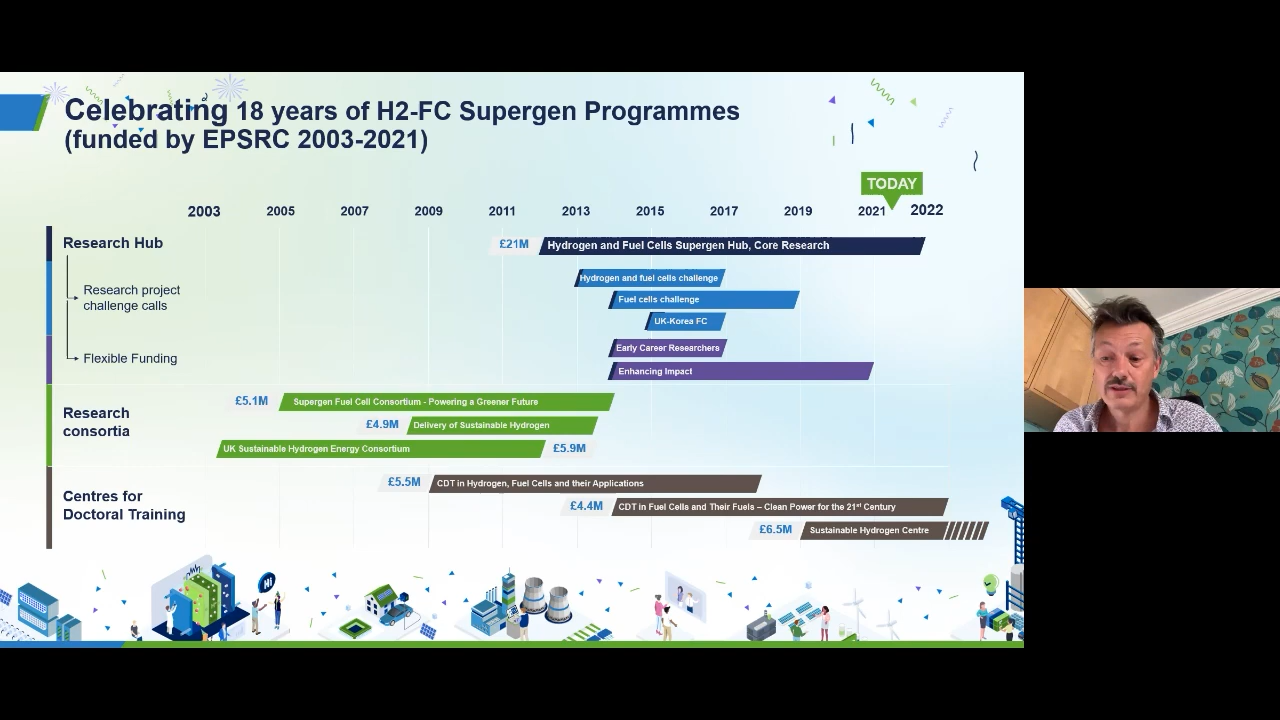 Celebrating 18 years of H2-FC Supergen Programmes
(funded by EPSRC 2003-2021)
TODAY
2003 2005 2007 2009 2011 2013 2015 2017 2019 2021 2022
Research Hub
£21M Hydrogen and Fuel Cells Supergen Hub, Core Research
Hydrogen and fuel cells challenge
Research project
challenge calls
Fuel cells challenge
UK-Korea FC
Early Career Researchers
Flexible Funding
Enhancing Impact
£5.1M Supergen Fuel Cell Consortium - Powering a Greener Future
Research
consortia
£4.9M Delivery of Sustainable Hydrogen
UK Sustainable Hydrogen Energy Consortium £5.9M
£5.5M CDT in Hydrogen, Fuel Cells and their Applications
Centres for
Doctoral Training
£4.4M CDT in Fuel Cells and Their Fuels – Clean Power for the 21st Century
£6.5M Sustainable Hydrogen Centre
Hi